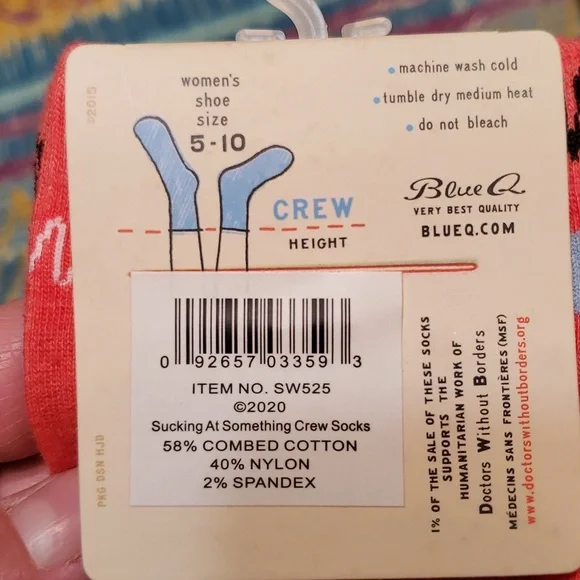 ©2015
women's
shoe
size
5-10
• machine wash cold
• tumble dry medium heat
• do not bleach
Blue Q
VERY BEST QUALITY
BLUEQ.COM
CREW
HEIGHT
0 92657 03359 3
ITEM NO. SW525
©2020
Sucking At Something Crew Socks
58% COMBED COTTON
40% NYLON
2% SPANDEX
1% OF THE SALE OF THESE SOCKS
SUPPORTS THE
HUMANITARIAN WORK OF
Doctors Without Borders
MÉDECINS SANS FRONTIÈRES (MSF)
www.doctorswithoutborders.org
PKG DSN HJD